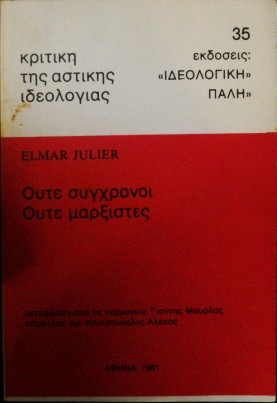 35
κριτικη
της αστικης
ιδεολογιας
εκδοσεις:
«ΙΔΕΟΛΟΓΙΚΗ
ΠΑΛΗ»
ELMAR JULIER
Ουτε συγχρονοι
Ουτε μαρξιστες
μεταφραση απο τα γερμανικα: Γιαννης Μουρλας
επιμελεια: Κουτσουκαλης Αλεκος
ΑΘΗΝΑ 1981